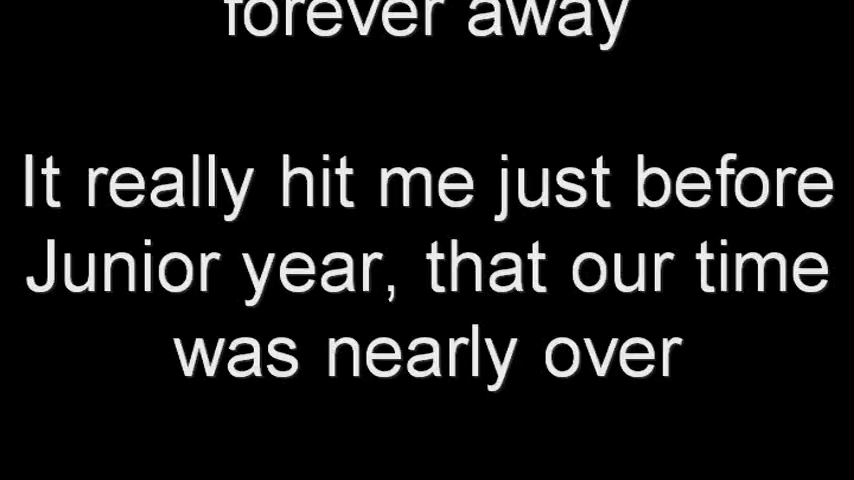 forever away
It really hit me just before
Junior year, that our time
was nearly over